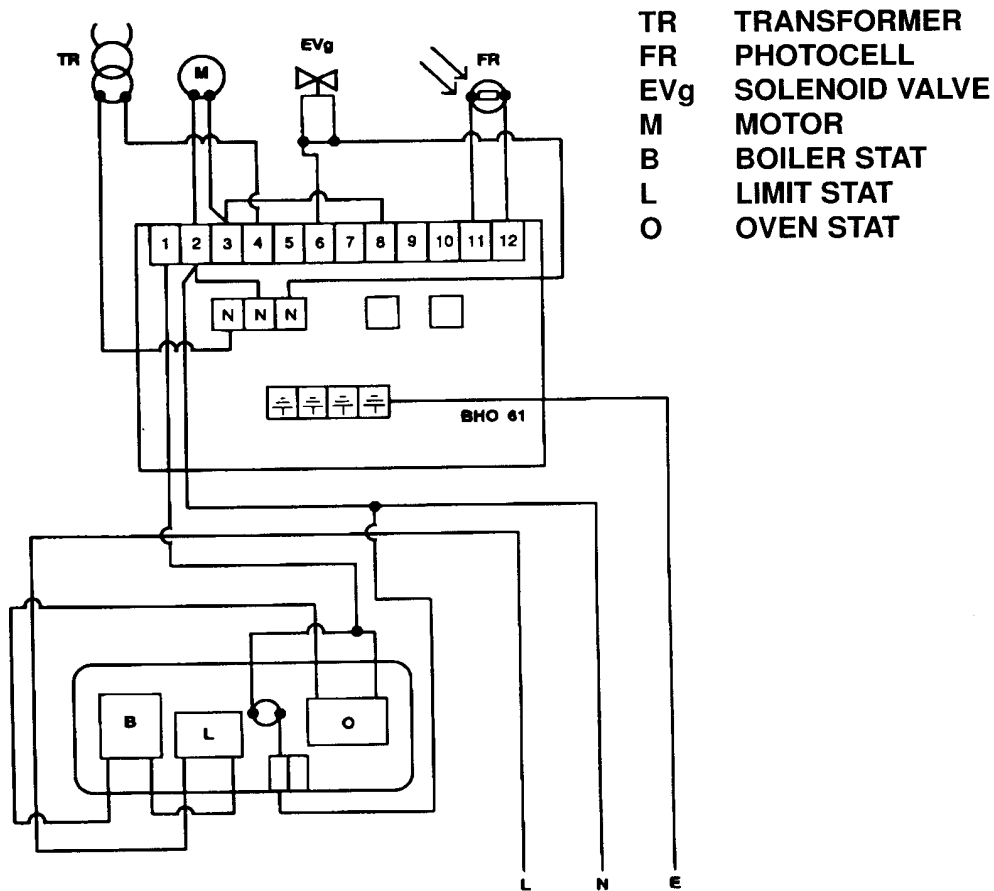 TR TRANSFORMER
FR PHOTOCELL
EVg SOLENOID VALVE
M MOTOR
B BOILER STAT
L LIMIT STAT
O OVEN STAT
TR
M
EVg
FR
1 2 3 4 5 6 7 8 9 10 11 12
N N N
BHO 61
B
L
O
L N E